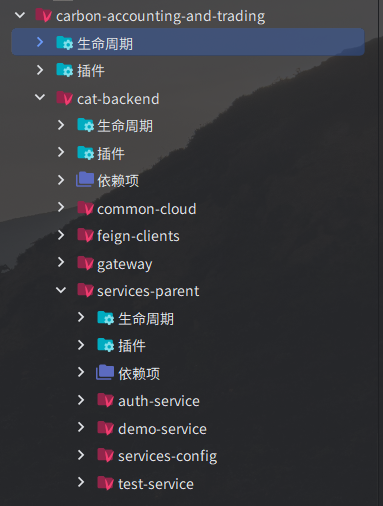 carbon-accounting-and-trading
生命周期
插件
cat-backend
生命周期
插件
依赖项
common-cloud
feign-clients
gateway
services-parent
生命周期
插件
依赖项
auth-service
demo-service
services-config
test-service